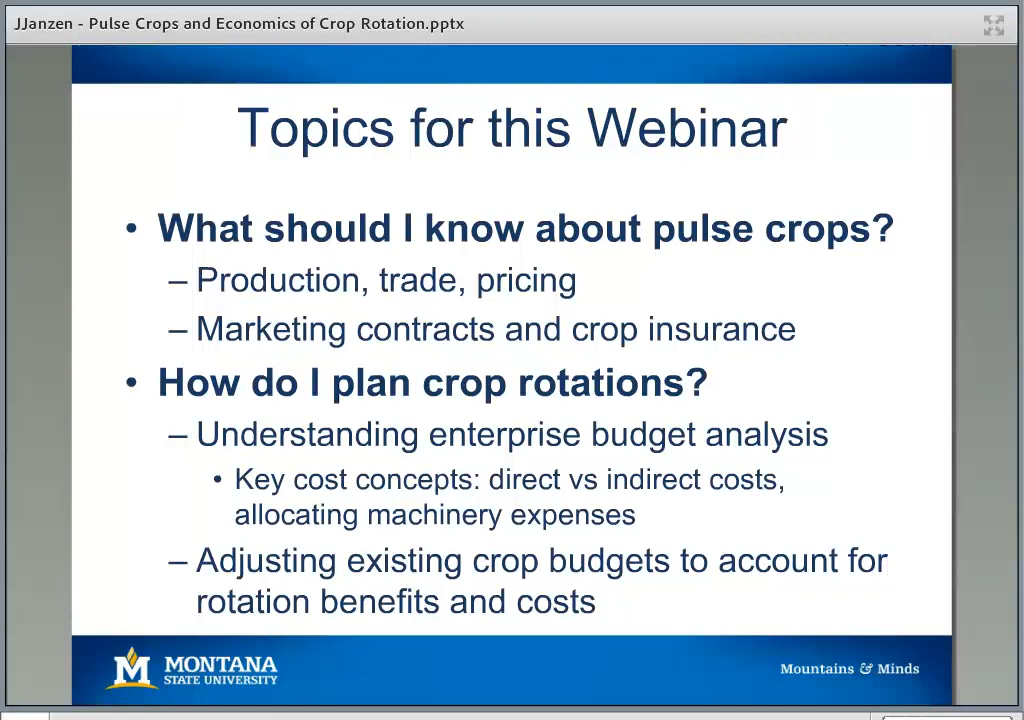 JJanzen - Pulse Crops and Economics of Crop Rotation.pptx
Topics for this Webinar
• What should I know about pulse crops?
– Production, trade, pricing
– Marketing contracts and crop insurance
• How do I plan crop rotations?
– Understanding enterprise budget analysis
• Key cost concepts: direct vs indirect costs,
allocating machinery expenses
– Adjusting existing crop budgets to account for
rotation benefits and costs
M MONTANA
STATE UNIVERSITY
Mountains & Minds